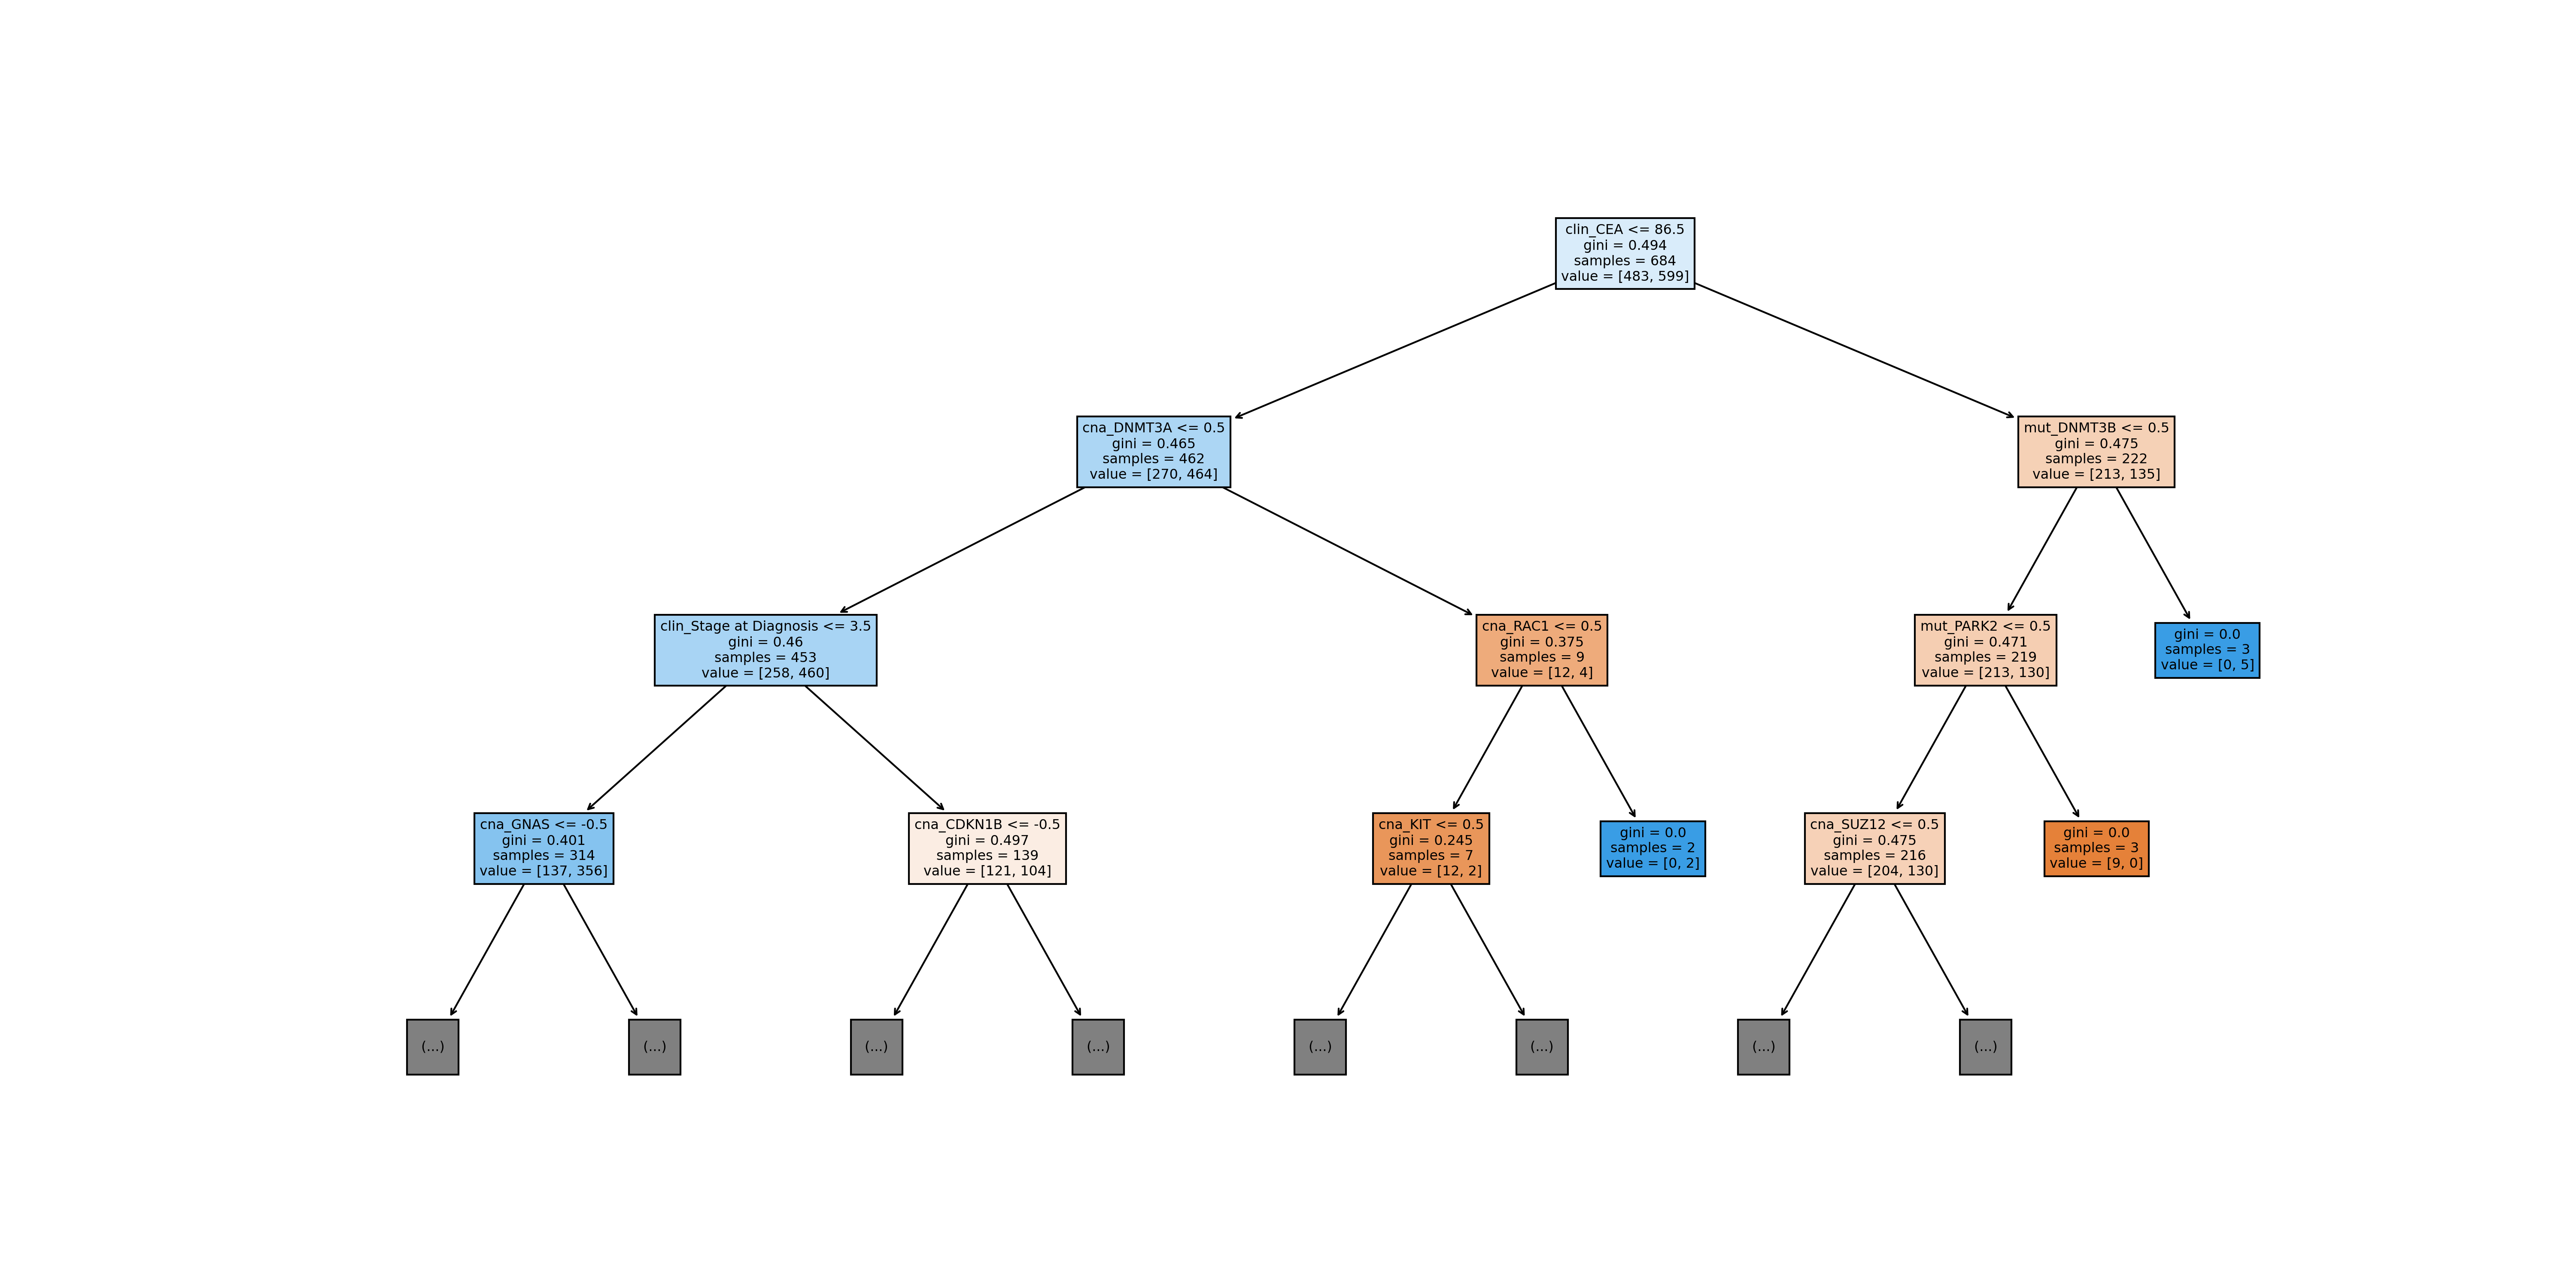 clin_CEA <= 86.5
gini = 0.494
samples = 684
value = [483, 599]
cna_DNMT3A <= 0.5
gini = 0.465
samples = 462
value = [270, 464]
mut_DNMT3B <= 0.5
gini = 0.475
samples = 222
value = [213, 135]
clin_Stage at Diagnosis <= 3.5
gini = 0.46
samples = 453
value = [258, 460]
cna_RAC1 <= 0.5
gini = 0.375
samples = 9
value = [12, 4]
mut_PARK2 <= 0.5
gini = 0.471
samples = 219
value = [213, 130]
gini = 0.0
samples = 3
value = [0, 5]
cna_GNAS <= -0.5
gini = 0.401
samples = 314
value = [137, 356]
cna_CDKN1B <= -0.5
gini = 0.497
samples = 139
value = [121, 104]
cna_KIT <= 0.5
gini = 0.245
samples = 7
value = [12, 2]
gini = 0.0
samples = 2
value = [0, 2]
cna_SUZ12 <= 0.5
gini = 0.475
samples = 216
value = [204, 130]
gini = 0.0
samples = 3
value = [9, 0]
(...)
(...)
(...)
(...)
(...)
(...)
(...)
(...)